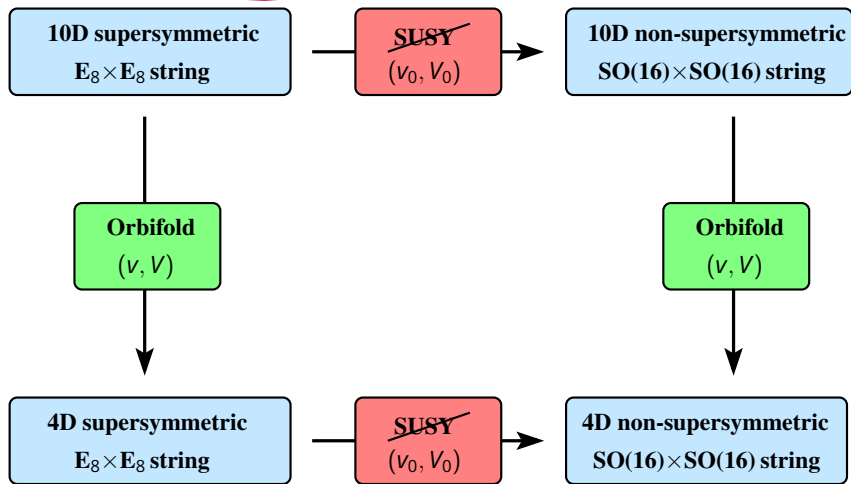 10D supersymmetric
E₈×E₈ string
SUSY
(v₀, V₀)
10D non-supersymmetric
SO(16)×SO(16) string
Orbifold
(v, V)
Orbifold
(v, V)
4D supersymmetric
E₈×E₈ string
SUSY
(v₀, V₀)
4D non-supersymmetric
SO(16)×SO(16) string